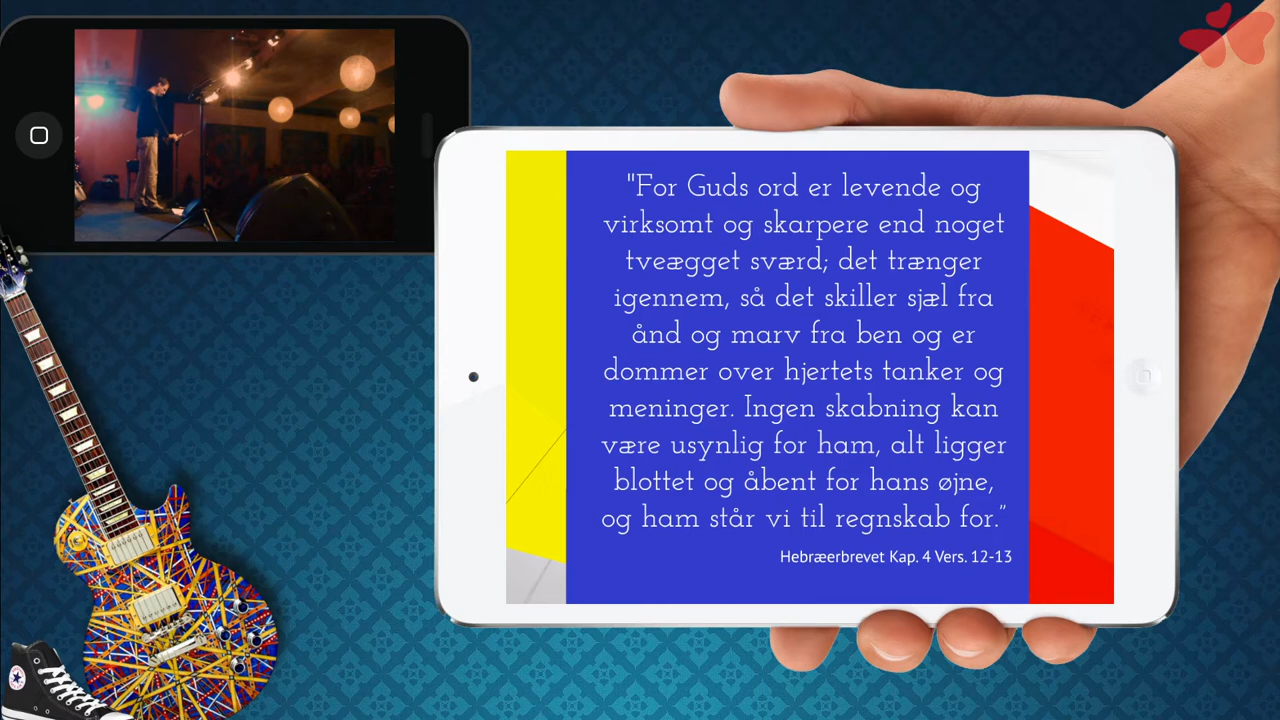 "For Guds ord er levende og
virksomt og skarpere end noget
tveægget sværd; det trænger
igennem, så det skiller sjæl fra
ånd og marv fra ben og er
dommer over hjertets tanker og
meninger. Ingen skabning kan
være usynlig for ham, alt ligger
blottet og åbent for hans øjne,
og ham står vi til regnskab for.”
Hebræerbrevet Kap. 4 Vers. 12-13